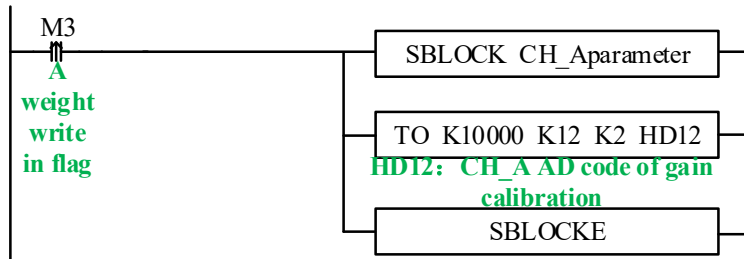 M3
A
weight
write
in flag
SBLOCK CH_Aparameter
TO K10000 K12 K2 HD12
HD12：CH_A AD code of gain
calibration
SBLOCKE